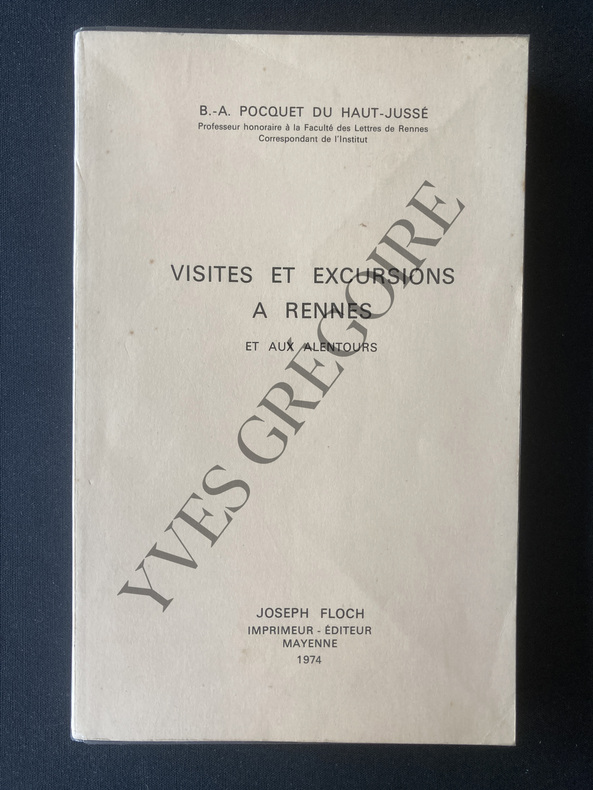 B.-A. POCQUET DU HAUT-JUSSÉ
Professeur honoraire à la Faculté des Lettres de Rennes
Correspondant de l'Institut
VISITES ET EXCURSIONS
A RENNES
ET AUX ALENTOURS
YVES GREGOIRE
JOSEPH FLOCH
IMPRIMEUR - ÉDITEUR
MAYENNE
1974